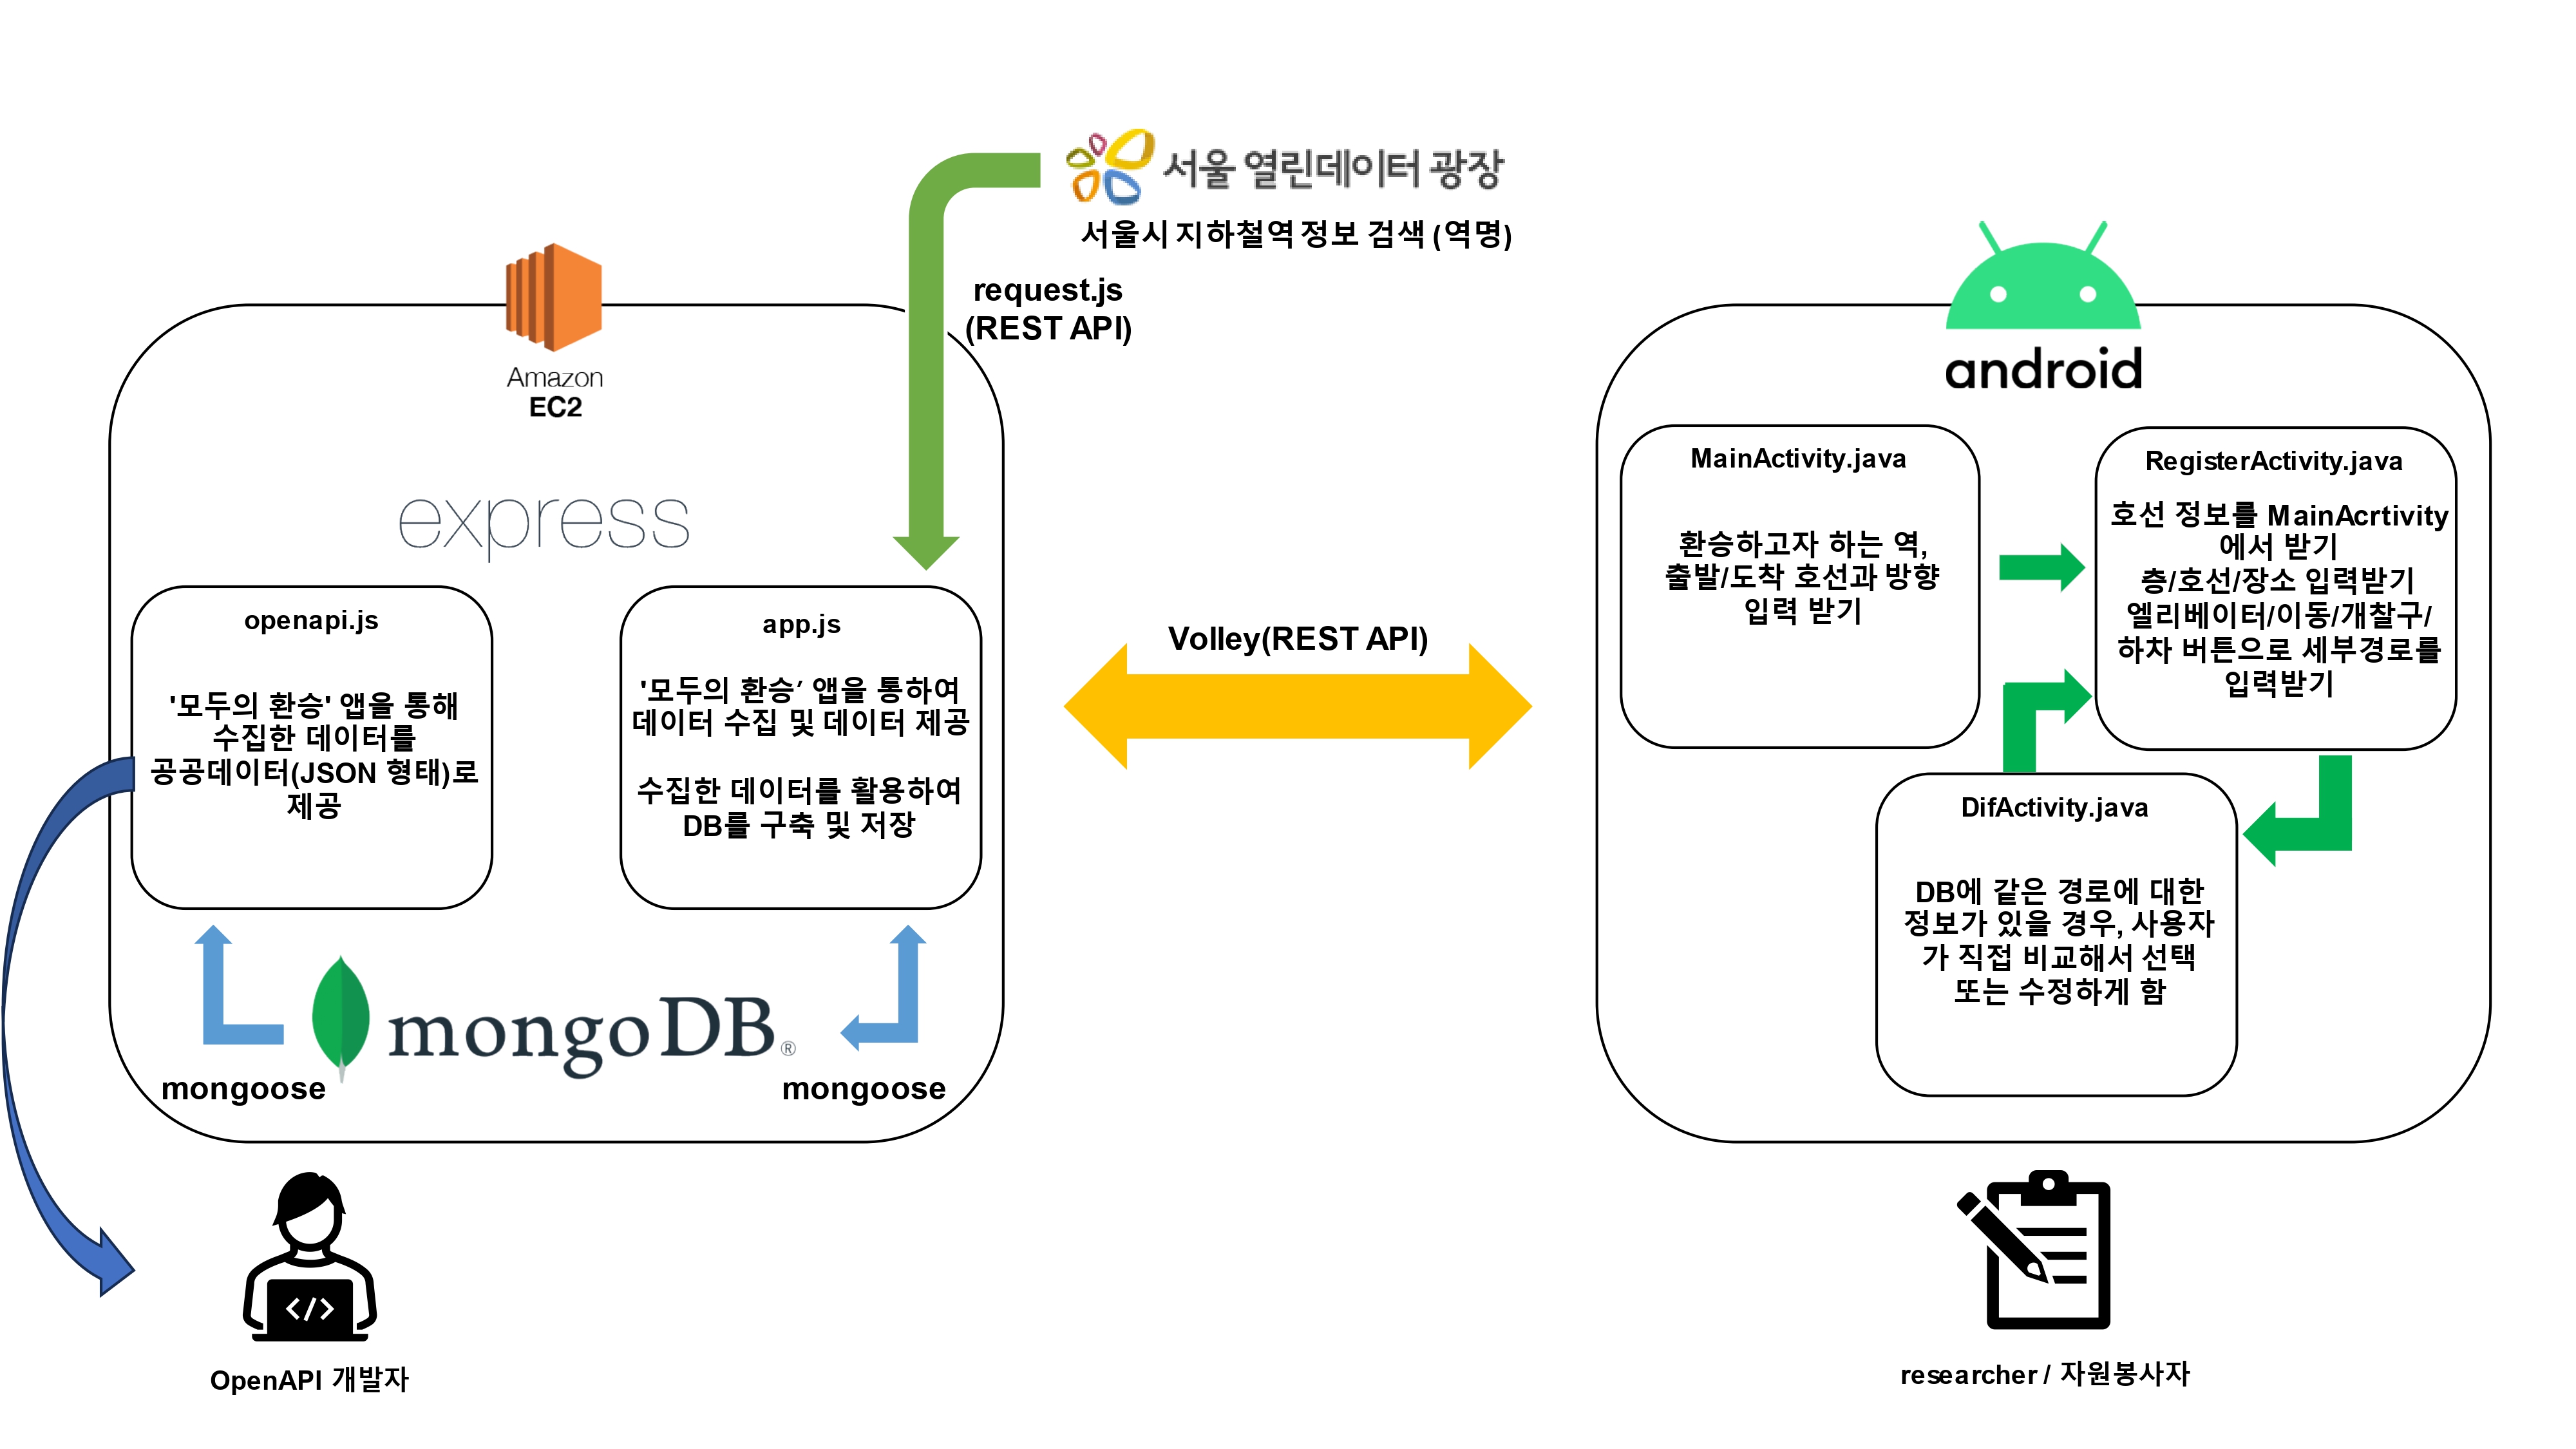 서울 열린데이터 광장
서울시 지하철역 정보 검색 (역명)
request.js
(REST API)
Amazon
EC2
express
openapi.js
'모두의 환승' 앱을 통해
수집한 데이터를
공공데이터(JSON 형태)로
제공
app.js
'모두의 환승’ 앱을 통하여
데이터 수집 및 데이터 제공
수집한 데이터를 활용하여
DB를 구축 및 저장
mongoDB®
mongoose
mongoose
OpenAPI 개발자
Volley(REST API)
android
MainActivity.java
환승하고자 하는 역,
출발/도착 호선과 방향
입력 받기
RegisterActivity.java
호선 정보를 MainAcrtivity
에서 받기
층/호선/장소 입력받기
엘리베이터/이동/개찰구/
하차 버튼으로 세부경로를
입력받기
DifActivity.java
DB에 같은 경로에 대한
정보가 있을 경우, 사용자
가 직접 비교해서 선택
또는 수정하게 함
</>
researcher / 자원봉사자